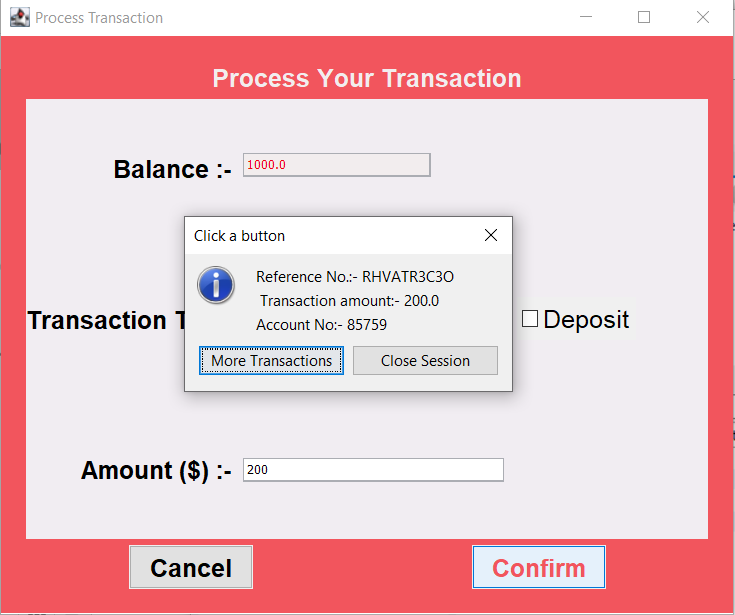 Process Transaction
Process Your Transaction
Balance :- 1000.0
Click a button
Reference No.:- RHVATR3C3O
Transaction amount:- 200.0
Account No:- 85759
More Transactions Close Session
Transaction Deposit
Amount ($) :- 200
Cancel Confirm